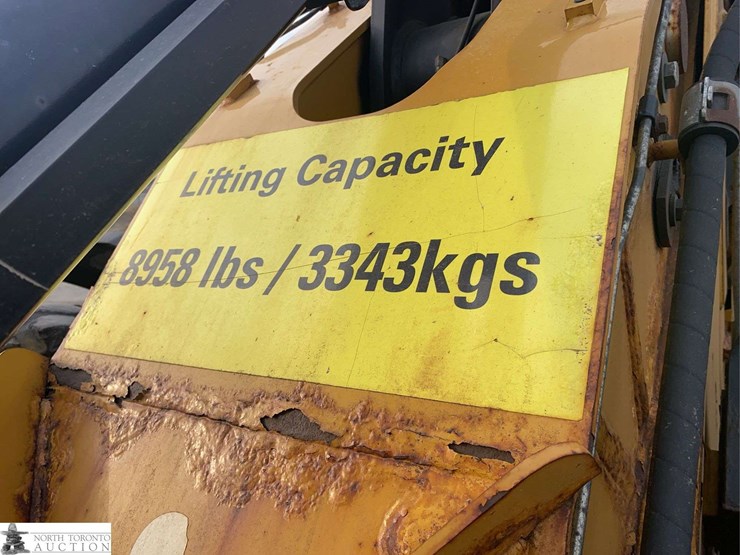 Lifting Capacity
8958 lbs / 3343kgs
NORTH TORONTO
AUCTION